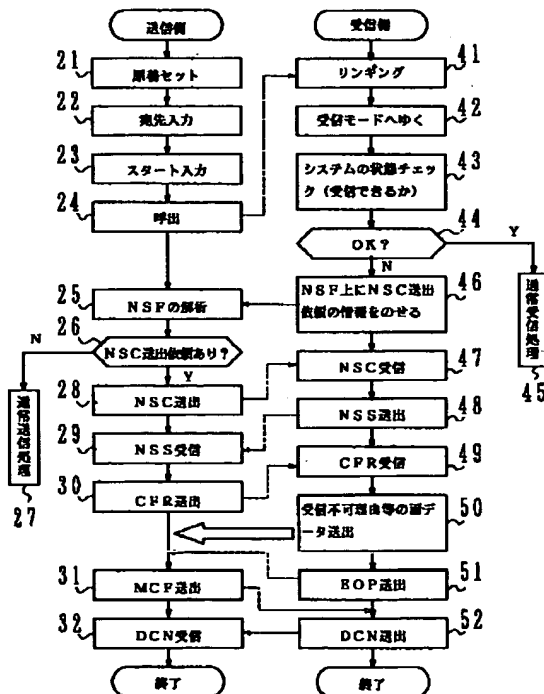 送信側
21
原稿セット
22
宛先入力
23
スタート入力
24
呼出
25
NSFの解析
26
NSC送出依頼あり？
N
Y
通常送信処理
27
28
NSC送出
29
NSS受信
30
CFR送出
31
MCF送出
32
DCN受信
終了
受信側
41
リンギング
42
受信モードへゆく
43
システムの状態チェッ
ク（受信できるか）
44
OK？
Y
N
通常受信処理
45
46
NSF上にNSC送出
依頼の情報をのせる
47
NSC受信
48
NSS送出
49
CFR受信
50
受信不可理由等の画デ
ータ送出
51
EOP送出
52
DCN送出
終了